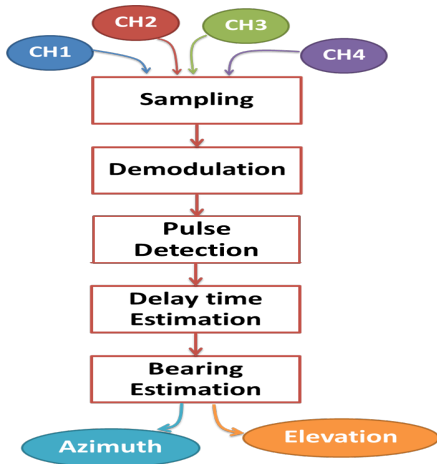 CH1
CH2
CH3
CH4
Sampling
Demodulation
Pulse
Detection
Delay time
Estimation
Bearing
Estimation
Azimuth
Elevation